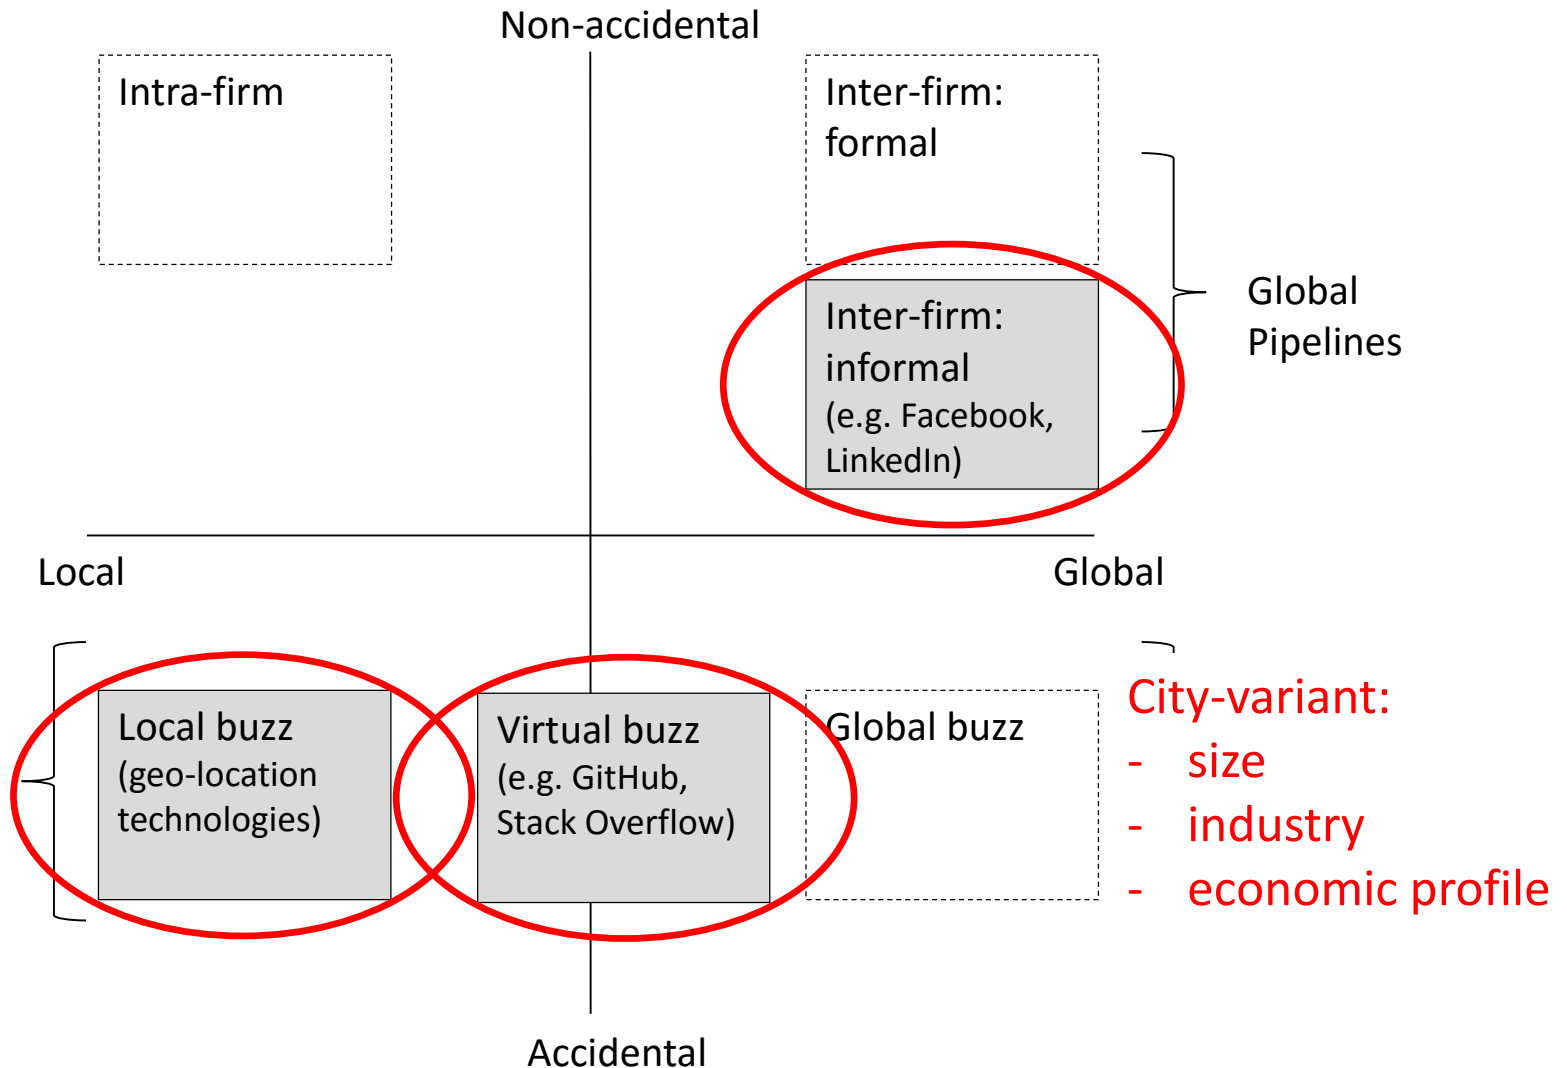 Non-accidental
Intra-firm
Inter-firm:
formal
Inter-firm:
informal
(e.g. Facebook,
LinkedIn)
Global
Pipelines
Local
Global
Local buzz
(geo-location
technologies)
Virtual buzz
(e.g. GitHub,
Stack Overflow)
Global buzz
City-variant:
- size
- industry
- economic profile
Accidental